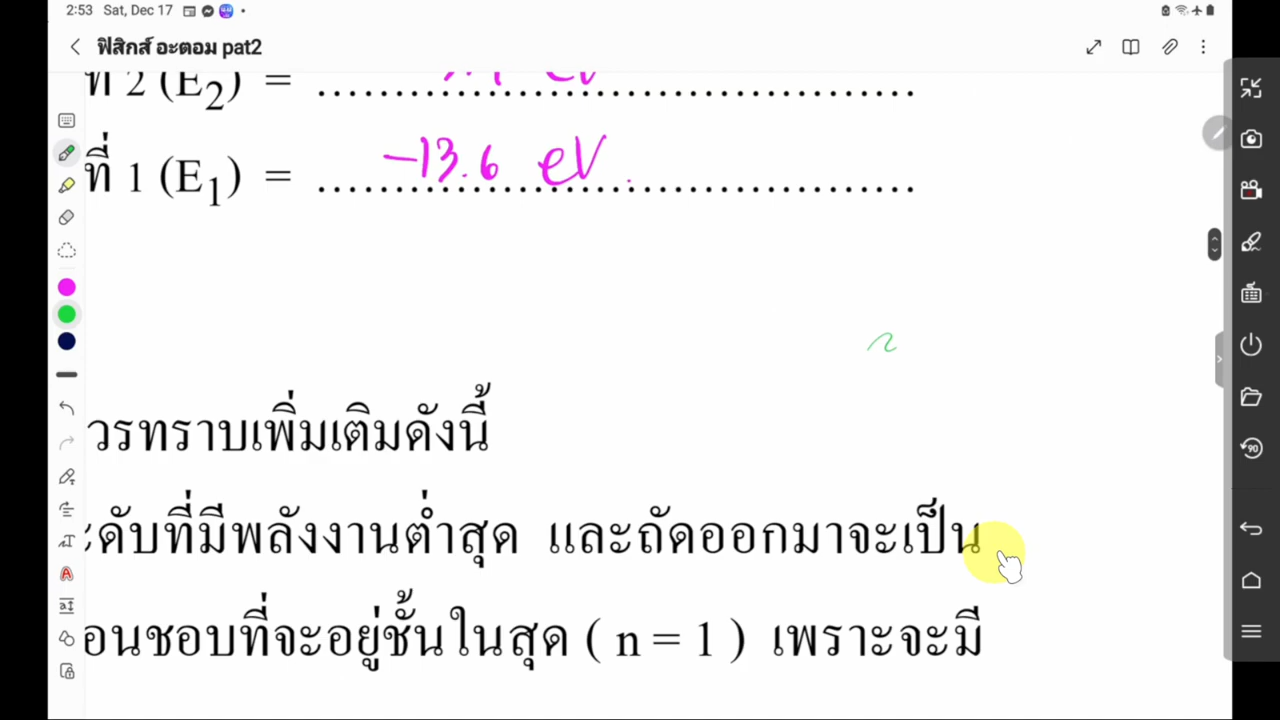 2:53 Sat, Dec 17
ฟิสิกส์ อะตอม pat2
ที่ 2 (E2) = ........................................
ที่ 1 (E1) = -13.6 eV.
วรทราบเพิ่มเติมดังนี้
ะดับที่มีพลังงานต่ำสุด และถัดออกมาจะเป็น
อนชอบที่จะอยู่ชั้นในสุด ( n = 1 ) เพราะจะมี